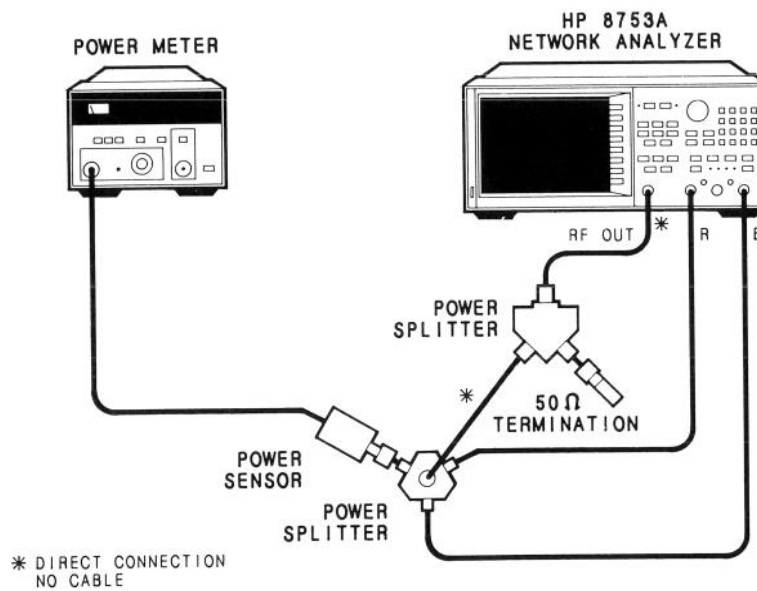 POWER METER
HP 8753A
NETWORK ANALYZER
RF OUT
*
R
POWER
SPLITTER
*
50Ω
TERMINATION
POWER
SENSOR
POWER
SPLITTER
* DIRECT CONNECTION
NO CABLE